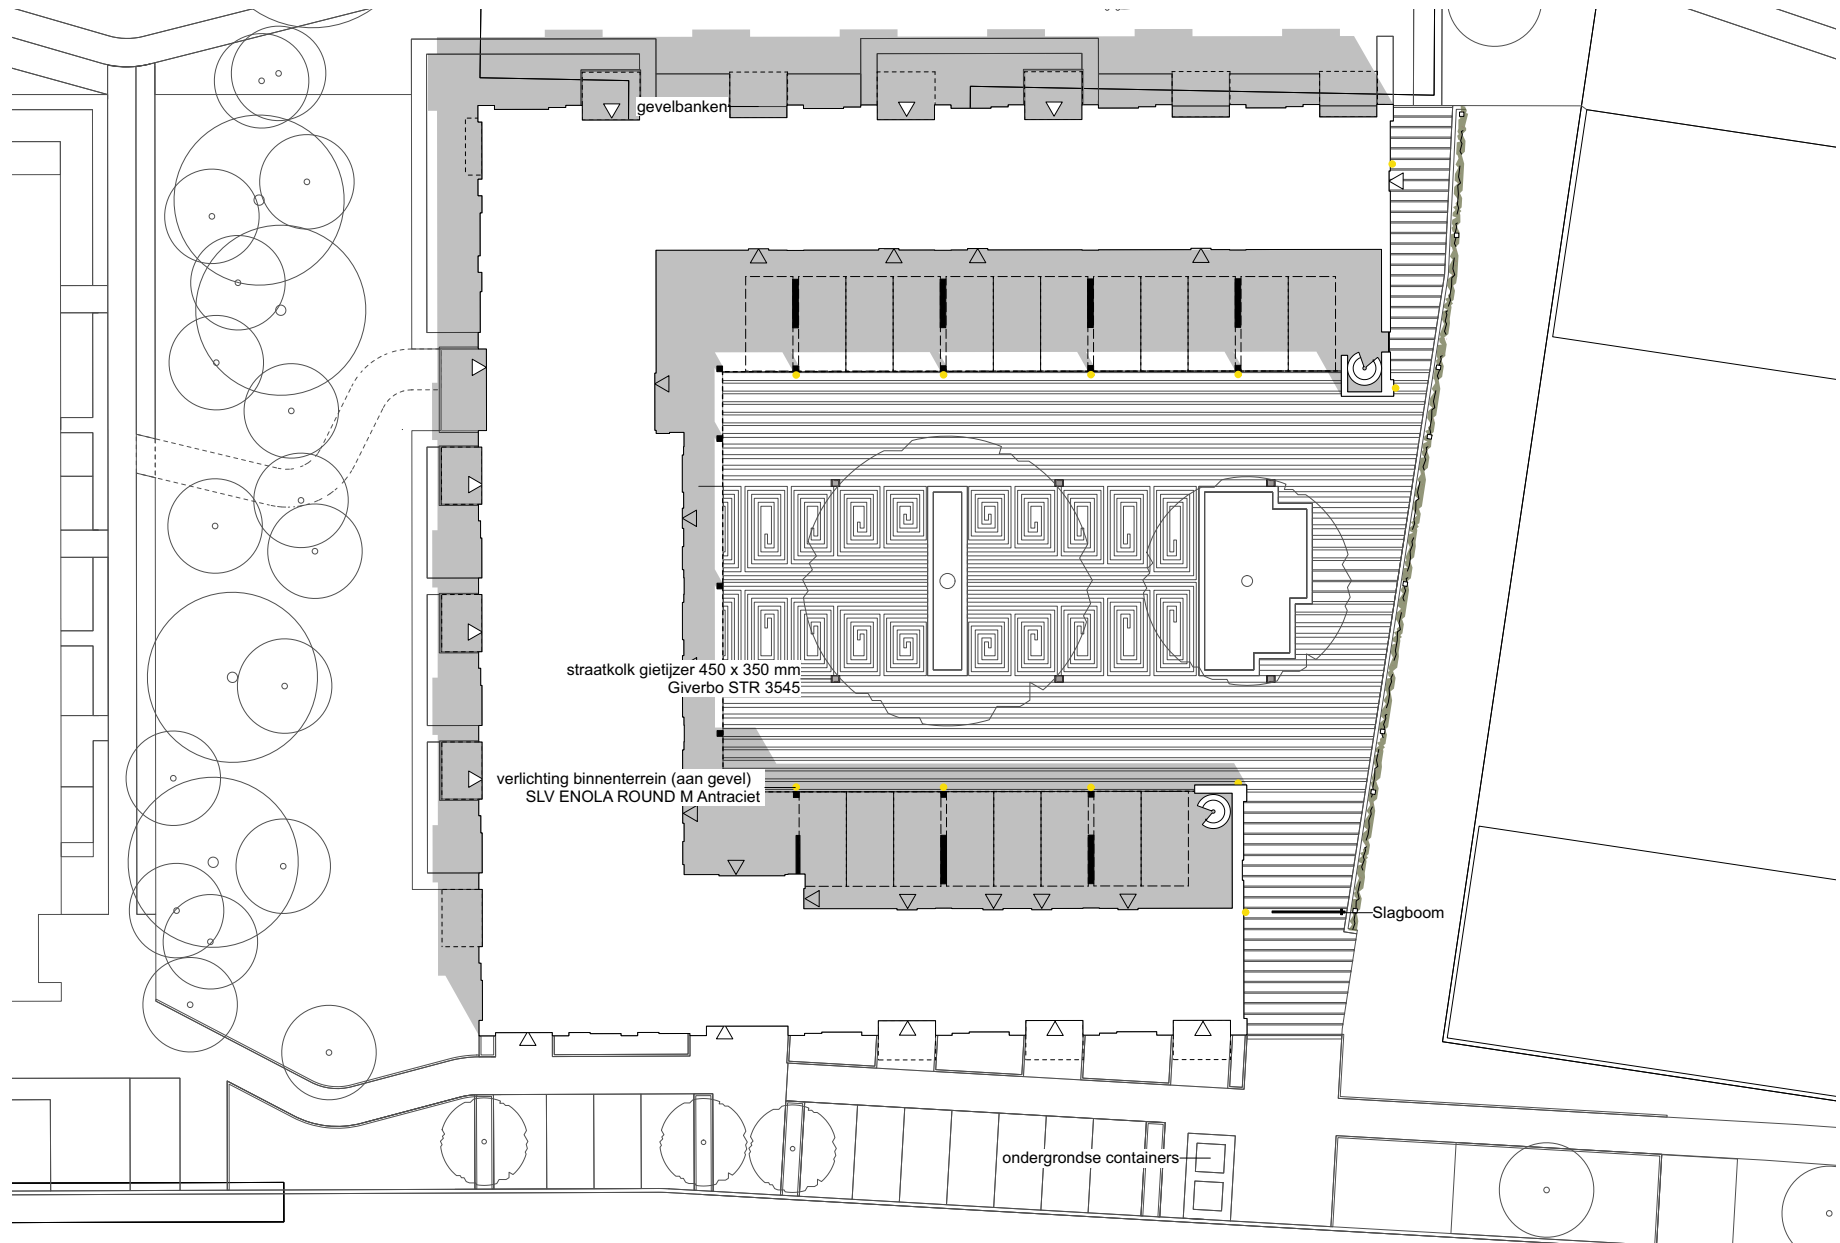 gevelbanken
straatkolk gietijzer 450 x 350 mm
Giverbo STR 3545
verlichting binnenterrein (aan gevel)
SLV ENOLA ROUND M Antraciet
Slagboom
ondergrondse containers